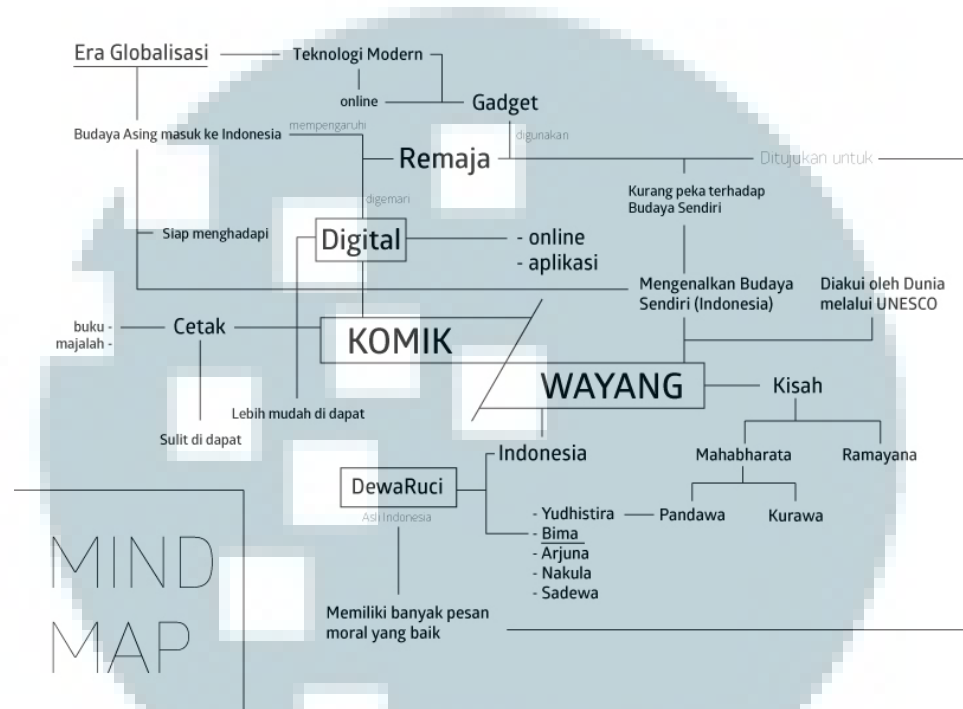 Era Globalisasi
Teknologi Modern
online
Gadget
Budaya Asing masuk ke Indonesia
mempengaruhi
digunakan
Remaja
Ditujukan untuk
Kurang peka terhadap
Budaya Sendiri
digemari
Siap menghadapi
Digital
- online
- aplikasi
Mengenalkan Budaya
Sendiri (Indonesia)
Diakui oleh Dunia
melalui UNESCO
buku -
majalah -
Cetak
KOMIK
WAYANG
Kisah
Lebih mudah di dapat
Sulit di dapat
Indonesia
Mahabharata
Ramayana
DewaRuci
Asli Indonesia
- Yudhistira
- Bima
- Arjuna
- Nakula
- Sadewa
Pandawa
Kurawa
MIND
MAP
Memiliki banyak pesan
moral yang baik